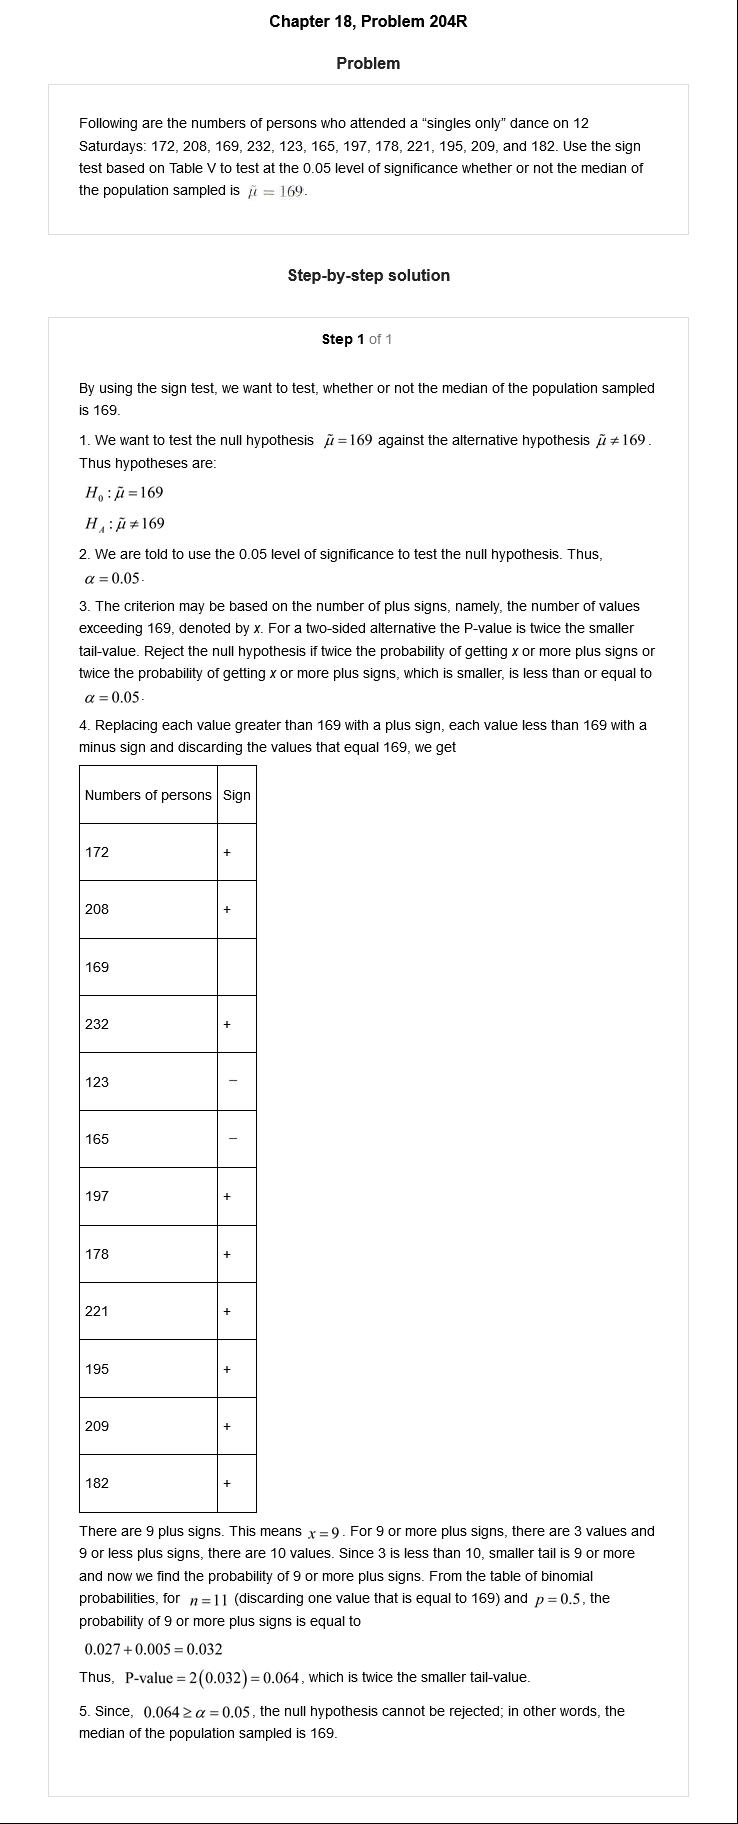 Chapter 18, Problem 204R
Problem
Following are the numbers of persons who attended a “singles only” dance on 12
Saturdays: 172, 208, 169, 232, 123, 165, 197, 178, 221, 195, 209, and 182. Use the sign
test based on Table V to test at the 0.05 level of significance whether or not the median of
the population sampled is μ̃ = 169.
Step-by-step solution
Step 1 of 1
By using the sign test, we want to test, whether or not the median of the population sampled
is 169.
1. We want to test the null hypothesis μ̃ = 169 against the alternative hypothesis μ̃ ≠ 169.
Thus hypotheses are:
H₀ : μ̃ = 169
H_A : μ̃ ≠ 169
2. We are told to use the 0.05 level of significance to test the null hypothesis. Thus,
α = 0.05.
3. The criterion may be based on the number of plus signs, namely, the number of values
exceeding 169, denoted by x. For a two-sided alternative the P-value is twice the smaller
tail-value. Reject the null hypothesis if twice the probability of getting x or more plus signs or
twice the probability of getting x or more plus signs, which is smaller, is less than or equal to
α = 0.05.
4. Replacing each value greater than 169 with a plus sign, each value less than 169 with a
minus sign and discarding the values that equal 169, we get
Numbers of persons Sign
172 +
208 +
169
232 +
123 −
165 −
197 +
178 +
221 +
195 +
209 +
182 +
There are 9 plus signs. This means x = 9. For 9 or more plus signs, there are 3 values and
9 or less plus signs, there are 10 values. Since 3 is less than 10, smaller tail is 9 or more
and now we find the probability of 9 or more plus signs. From the table of binomial
probabilities, for n = 11 (discarding one value that is equal to 169) and p = 0.5, the
probability of 9 or more plus signs is equal to
0.027 + 0.005 = 0.032
Thus, P-value = 2(0.032) = 0.064, which is twice the smaller tail-value.
5. Since, 0.064 ≥ α = 0.05, the null hypothesis cannot be rejected; in other words, the
median of the population sampled is 169.